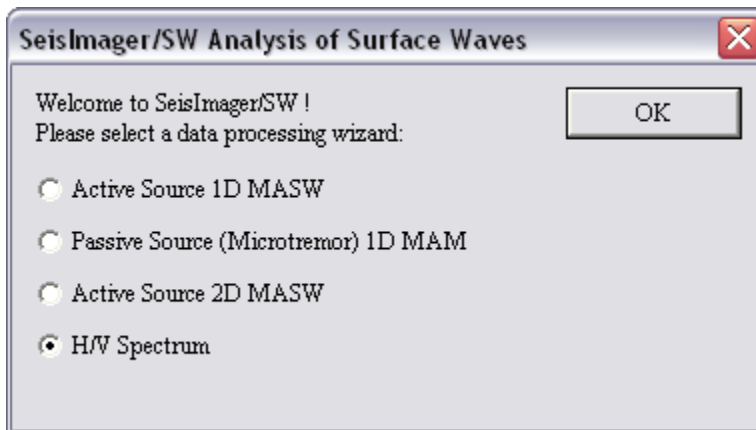 SeisImager/SW Analysis of Surface Waves
Welcome to SeisImager/SW !
Please select a data processing wizard:
OK
Active Source 1D MASW
Passive Source (Microtremor) 1D MAM
Active Source 2D MASW
H/V Spectrum